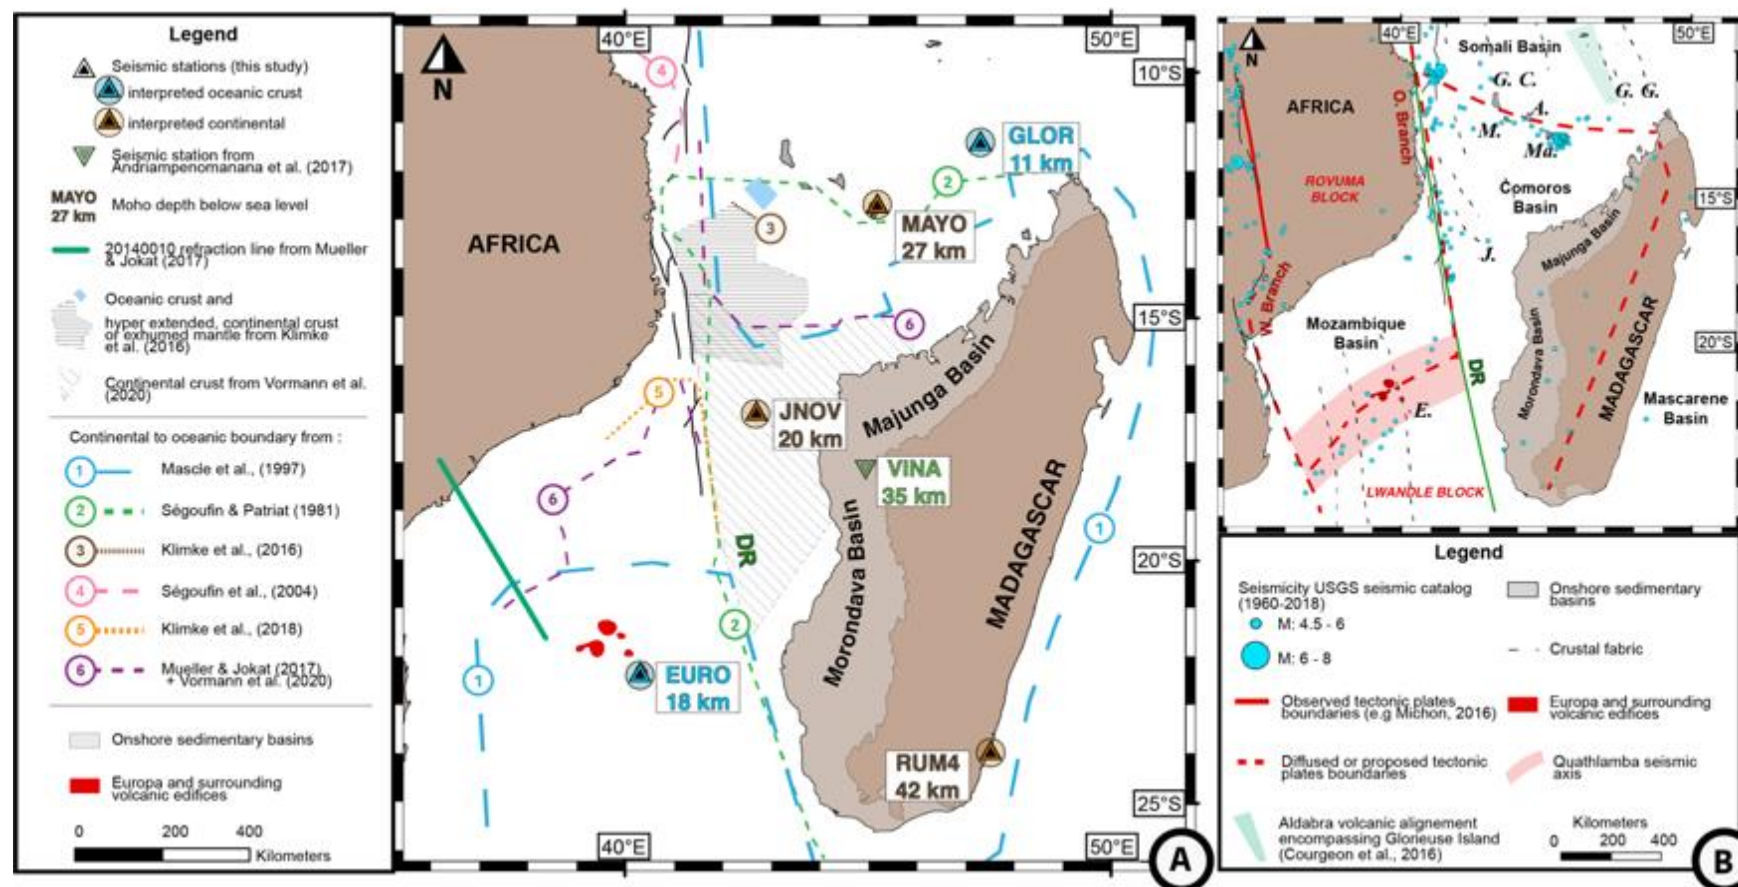 Legend
Seismic stations (this study)
interpreted oceanic crust
interpreted continental
Seismic station from
Andriampenomanana et al. (2017)
MAYO
27 km
Moho depth below sea level
20140010 refraction line from Mueller
& Jokat (2017)
Oceanic crust and
hyper extended, continental crust
or exhumed mantle from Klimke
et al. (2016)
Continental crust from Vormann et al.
(2020)
Continental to oceanic boundary from :
1 Mascle et al., (1997)
2 Ségoufin & Patriat (1981)
3 Klimke et al., (2016)
4 Ségoufin et al., (2004)
5 Klimke et al., (2018)
6 Mueller & Jokat (2017)
+ Vormann et al. (2020)
Onshore sedimentary basins
Europa and surrounding
volcanic edifices
0 200 400
Kilometers
40°E
50°E
N
4
10°S
GLOR
11 km
2
MAYO
27 km
AFRICA
3
6
15°S
Majunga Basin
5
JNOV
20 km
VINA
35 km
6
1
DR
Morondava Basin
MADAGASCAR
20°S
2
EURO
18 km
1
RUM4
42 km
25°S
40°E
50°E
A
40°E
50°E
N
Somali Basin
G. C.
G. G.
AFRICA
A.
M.
O. Branch
Ma.
ROVUMA
BLOCK
Comoros
Basin
15°S
Majunga Basin
J.
W. Branch
Mozambique
Basin
20°S
Morondava Basin
DR
MADAGASCAR
Mascarene
Basin
E.
LWANDLE BLOCK
Legend
Seismicity USGS seismic catalog
(1960-2018)
M: 4.5 - 6
M: 6 - 8
Observed tectonic plates
boundaries (e.g Michon, 2016)
Diffused or proposed tectonic
plates boundaries
Aldabra volcanic alignement
encompassing Glorieuse Island
(Courgeon et al., 2016)
Onshore sedimentary
basins
Crustal fabric
Europa and surrounding
volcanic edifices
Quathlamba seismic
axis
Kilometers
0 200 400
B